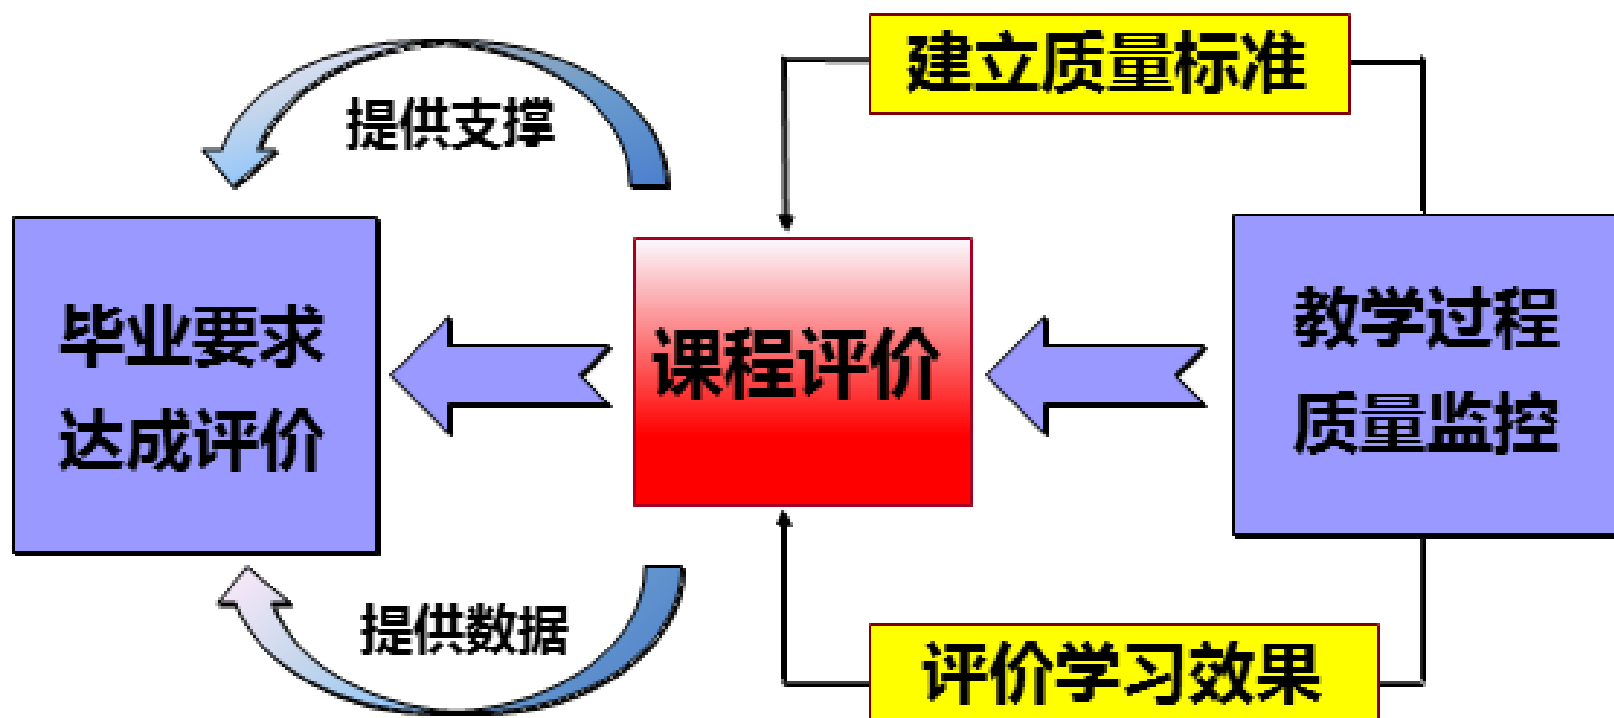 建立质量标准
提供支撑
毕业要求
达成评价
课程评价
教学过程
质量监控
提供数据
评价学习效果